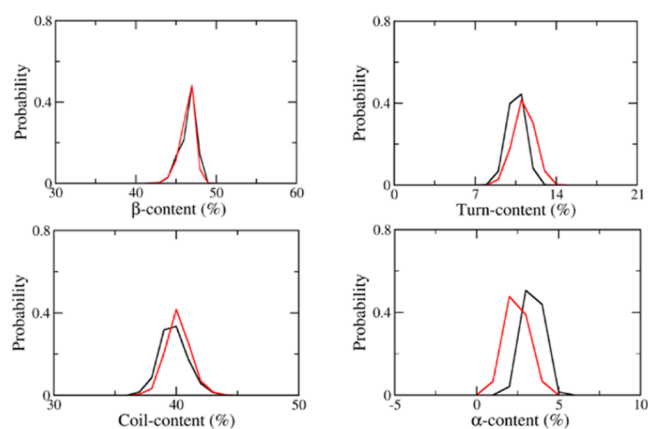 0.8
0.4
0
Probability
30 40 50 60
β-content (%)
0.8
0.4
0
Probability
0 7 14 21
Turn-content (%)
0.8
0.4
0
Probability
30 40 50
Coil-content (%)
0.8
0.4
0
Probability
-5 0 5 10
α-content (%)